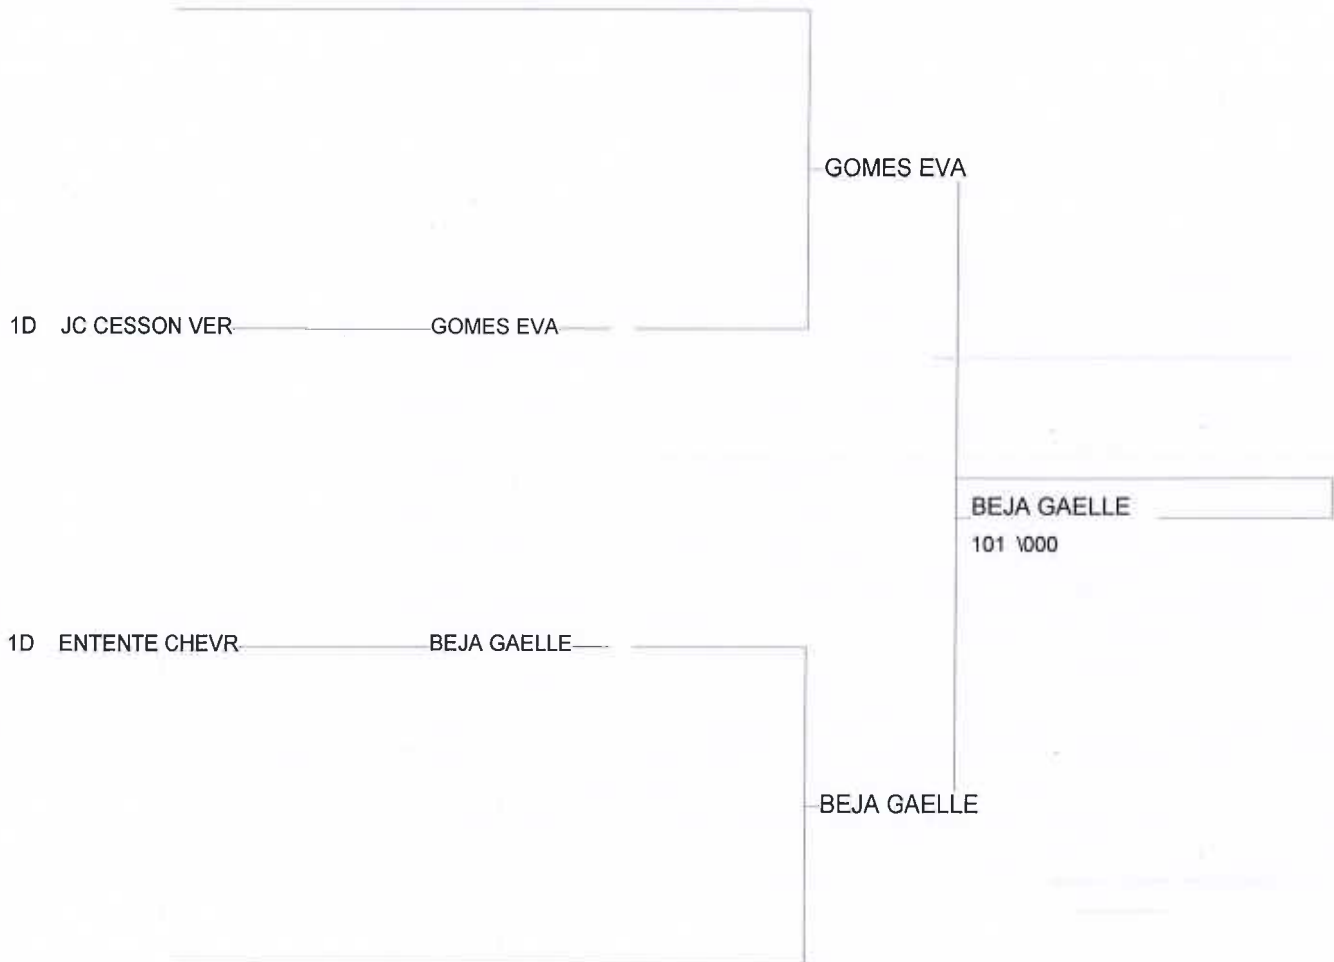 GOMES EVA
1D JC CESSON VER GOMES EVA
BEJA GAELLE
101 \000
1D ENTENTE CHEVR BEJA GAELLE
BEJA GAELLE